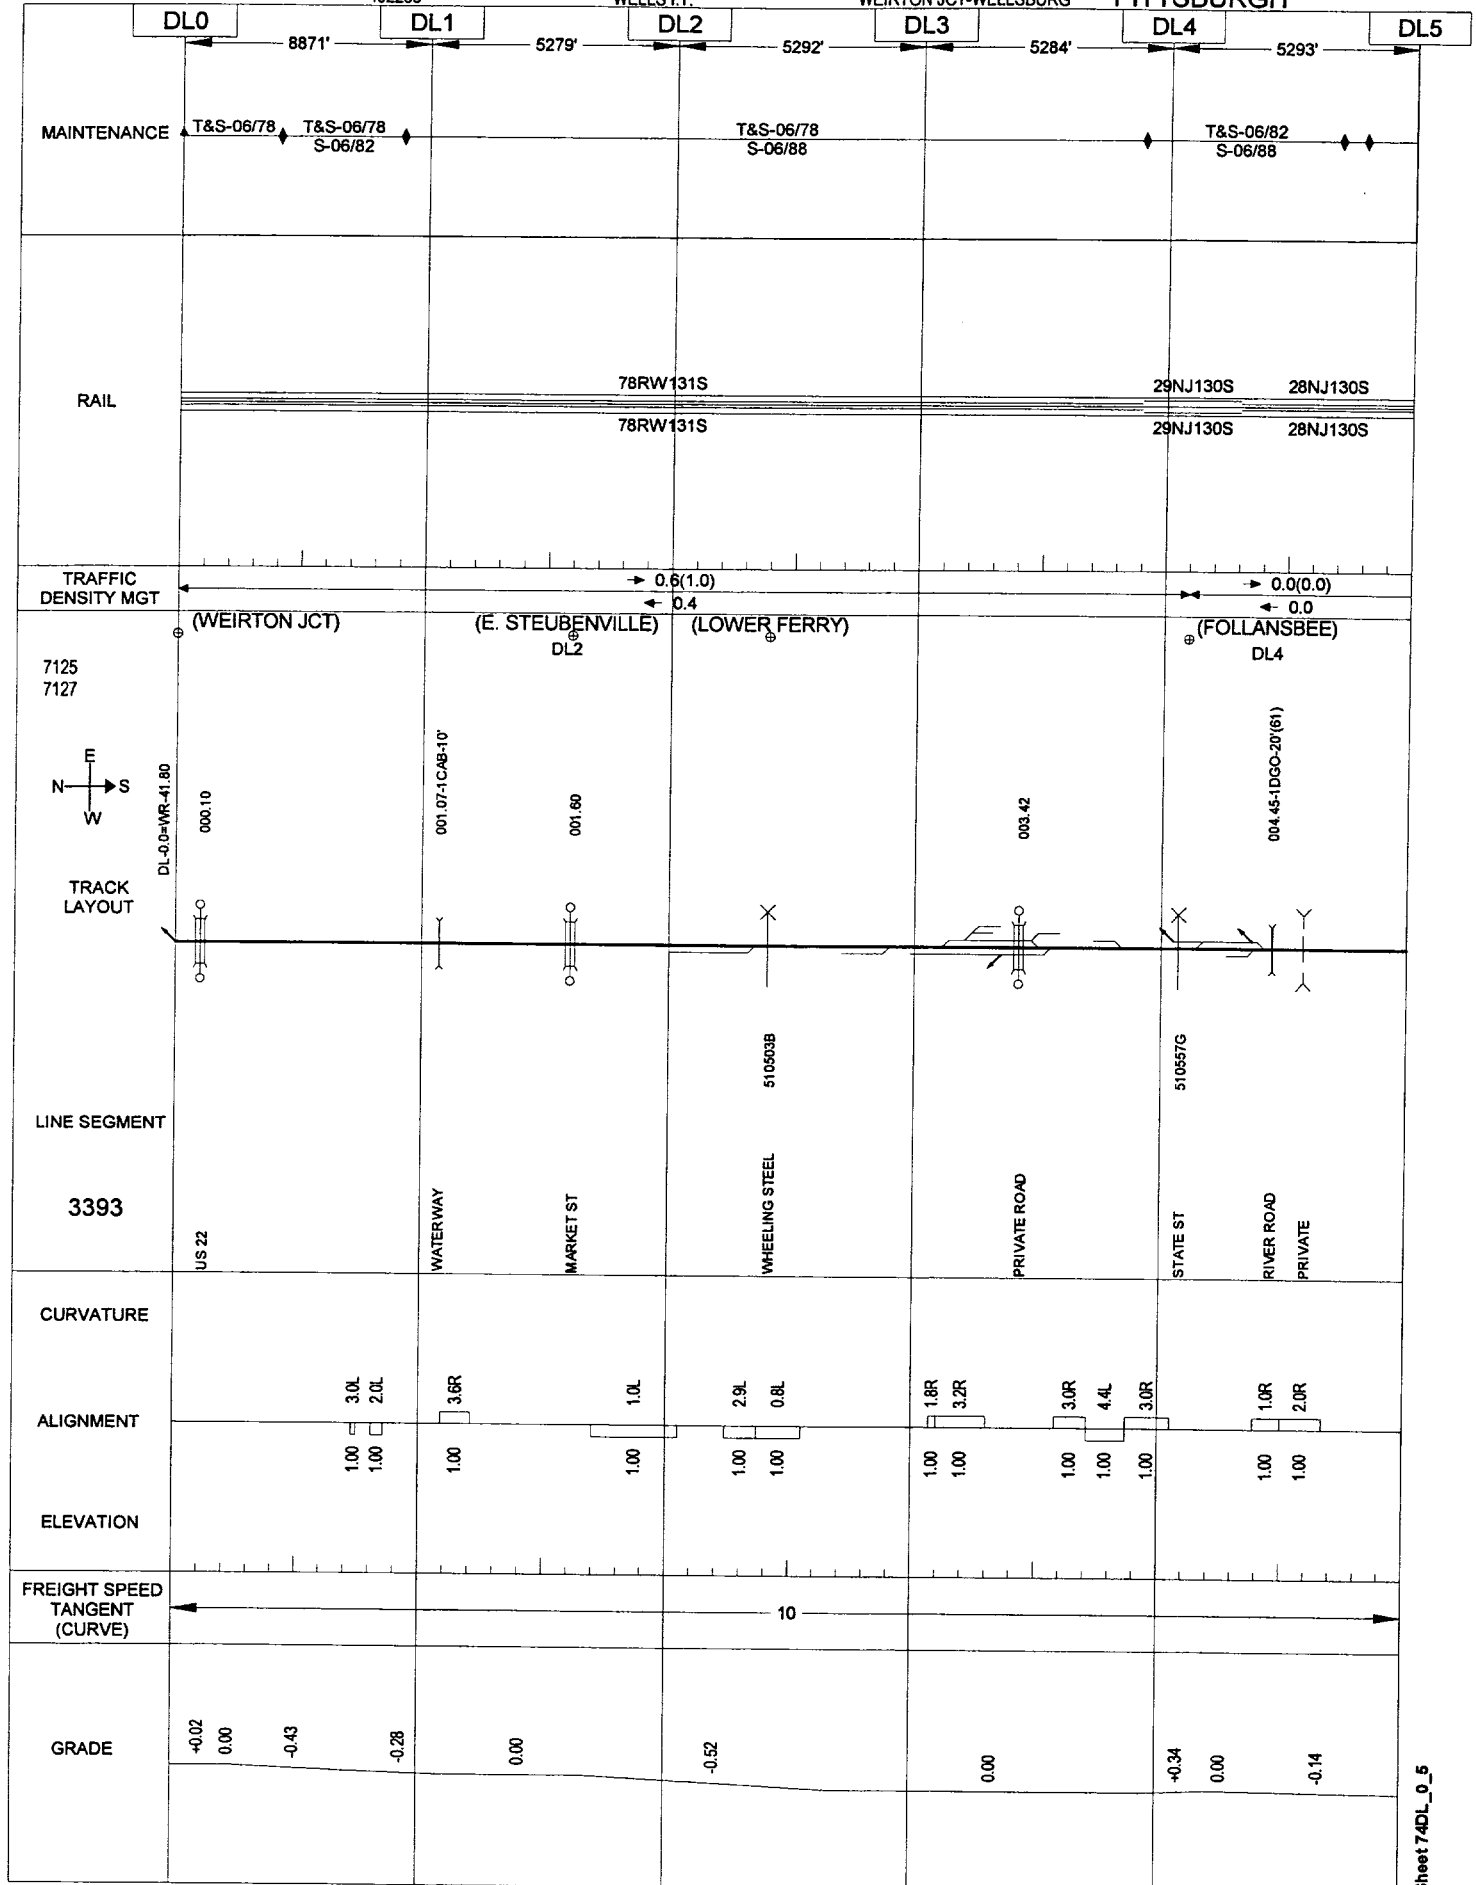 WEIRTON JCT-WELLSBURG
PITTSBURGH
DL0 DL1 DL2 DL3 DL4 DL5
8871' 5279' 5292' 5284' 5293'
MAINTENANCE
T&S-06/78 T&S-06/78 T&S-06/78 T&S-06/82
S-06/82 S-06/88 S-06/88
78RW131S 29NJ130S 28NJ130S
RAIL
78RW131S 29NJ130S 28NJ130S
TRAFFIC
DENSITY MGT
0.6(1.0) 0.0(0.0)
0.4 0.0
(WEIRTON JCT) (E. STEUBENVILLE) (LOWER FERRY) (FOLLANSBEE)
DL2 DL4
7125
7127
E
N S
W
DL-0.0=WR-41.80
000.10
001.07-1CAB-10'
001.60
003.42
004.45-1DGO-20'(61)
TRACK
LAYOUT
510503B
510557G
LINE SEGMENT
3393
US 22
WATERWAY
MARKET ST
WHEELING STEEL
PRIVATE ROAD
STATE ST
RIVER ROAD
PRIVATE
CURVATURE
3.0L 2.0L 3.6R 1.0L 2.9L 0.8L 1.8R 3.2R 3.0R 4.4L 3.0R 1.0R 2.0R
ALIGNMENT
1.00 1.00 1.00 1.00 1.00 1.00 1.00 1.00 1.00 1.00 1.00 1.00 1.00
ELEVATION
FREIGHT SPEED
TANGENT
(CURVE)
10
GRADE
+0.02 0.00 -0.43 -0.28 0.00 -0.52 0.00 +0.34 0.00 -0.14
Sheet 74DL_0_5